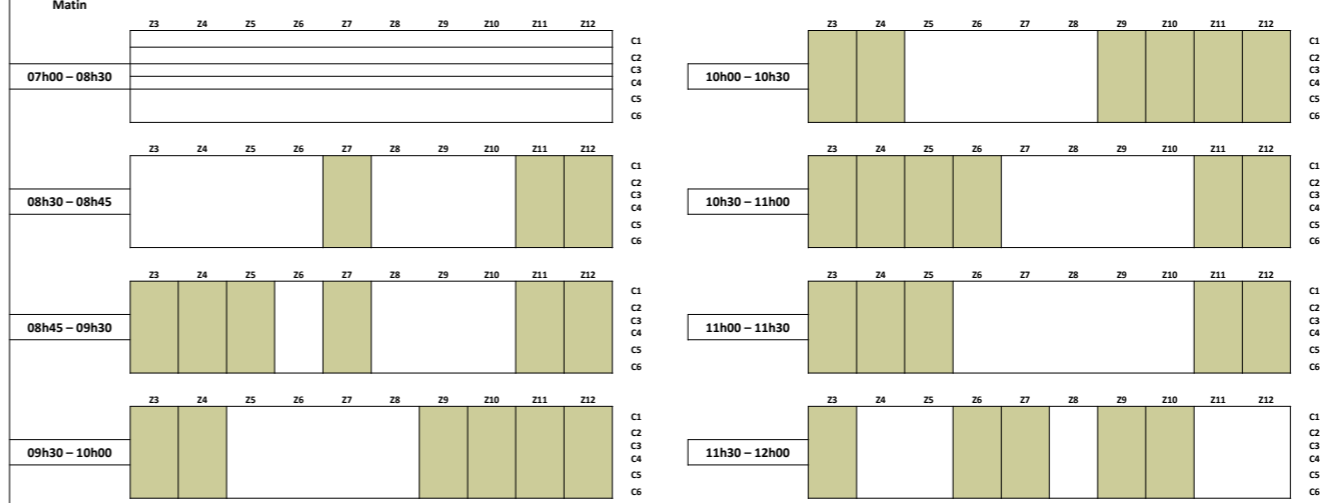 Matin
Z3 Z4 Z5 Z6 Z7 Z8 Z9 Z10 Z11 Z12
07h00 – 08h30
C1
C2
C3
C4
C5
C6
Z3 Z4 Z5 Z6 Z7 Z8 Z9 Z10 Z11 Z12
08h30 – 08h45
C1
C2
C3
C4
C5
C6
Z3 Z4 Z5 Z6 Z7 Z8 Z9 Z10 Z11 Z12
08h45 – 09h30
C1
C2
C3
C4
C5
C6
Z3 Z4 Z5 Z6 Z7 Z8 Z9 Z10 Z11 Z12
09h30 – 10h00
C1
C2
C3
C4
C5
C6
Z3 Z4 Z5 Z6 Z7 Z8 Z9 Z10 Z11 Z12
10h00 – 10h30
C1
C2
C3
C4
C5
C6
Z3 Z4 Z5 Z6 Z7 Z8 Z9 Z10 Z11 Z12
10h30 – 11h00
C1
C2
C3
C4
C5
C6
Z3 Z4 Z5 Z6 Z7 Z8 Z9 Z10 Z11 Z12
11h00 – 11h30
C1
C2
C3
C4
C5
C6
Z3 Z4 Z5 Z6 Z7 Z8 Z9 Z10 Z11 Z12
11h30 – 12h00
C1
C2
C3
C4
C5
C6